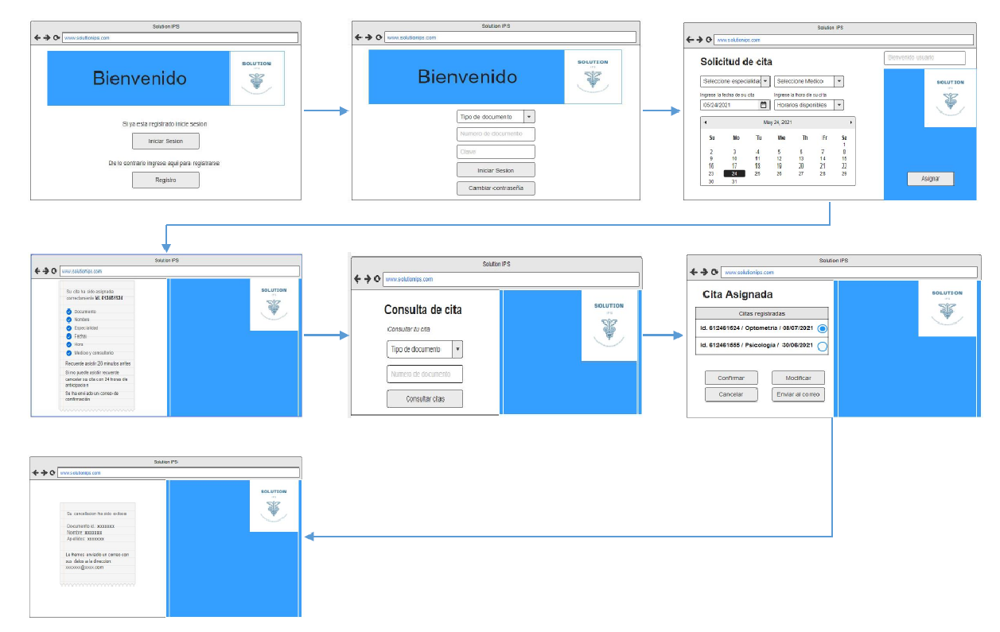 Solution IPS
www.solutionips.com
Bienvenido
SOLUTION
IPS
Si ya esta registrado inicie sesion
Iniciar Sesion
De lo contrario ingrese aqui para registrarse
Registro
Solution IPS
www.solutionips.com
Bienvenido
SOLUTION
IPS
Tipo de documento
Numero de documento
Clave
Iniciar Sesion
Cambiar contraseña
Solution IPS
www.solutionips.com
Solicitud de cita
Bienvenido usuario
Seleccione especialidad
Seleccione Medico
SOLUTION
IPS
Ingrese la fecha de su cita
Ingrese la hora de su cita
05/24/2021
Horarios disponibles
May 24, 2021
Su Mo Tu We Th Fr Sa
1
2 3 4 5 6 7 8
9 10 11 12 13 14 15
16 17 18 19 20 21 22
23 24 25 26 27 28 29
30 31
Asignar
Solution IPS
www.solutionips.com
Su cita ha sido asignada
correctamente Id. 612461524
Documento
Nombre
Especialidad
Fecha
Hora
Medico y consultorio
Recuerde asistir 20 minutos antes
Si no puede asistir recuerde
cancelar su cita con 24 horas de
anticipacion
Se ha enviado un correo de
confirmación
SOLUTION
IPS
Solution IPS
www.solutionips.com
Consulta de cita
Consultar tu cita
Tipo de documento
Numero de documento
Consultar citas
SOLUTION
IPS
Solution IPS
www.solutionips.com
Cita Asignada
Citas registradas
Id. 612461524 / Optometria / 08/07/2021
Id. 612461555 / Psicologia / 30/06/2021
Confirmar
Modificar
Cancelar
Enviar al correo
SOLUTION
IPS
Solution IPS
www.solutionips.com
Su cancelacion ha sido exitosa
Documento id. xxxxxxx
Nombre: xxxxxxxx
Apellidos: xxxxxxx
Le hemos enviado un correo con
sus datos a la direccion
xxxxxxx@xxxx.com
SOLUTION
IPS